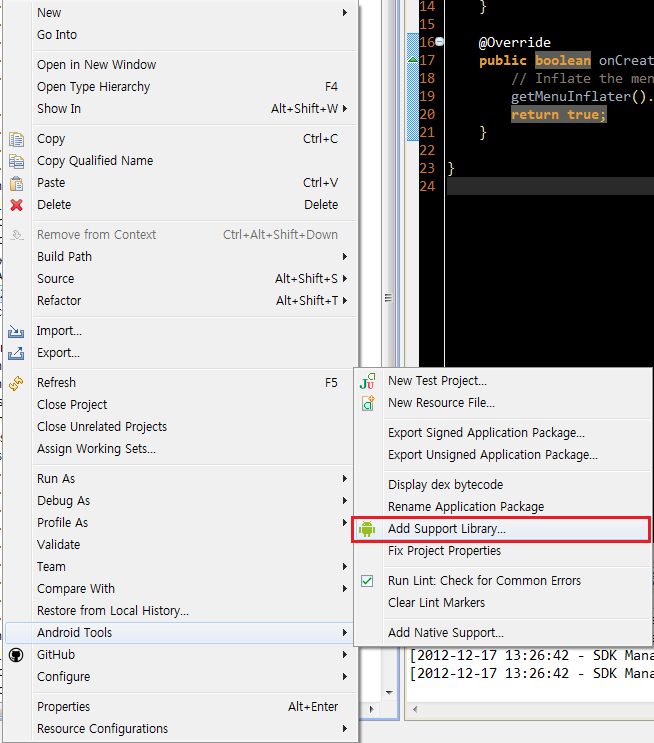 New
Go Into
Open in New Window
Open Type Hierarchy F4
Show In Alt+Shift+W
Copy Ctrl+C
Copy Qualified Name
Paste Ctrl+V
Delete Delete
Remove from Context Ctrl+Alt+Shift+Down
Build Path
Source Alt+Shift+S
Refactor Alt+Shift+T
Import...
Export...
Refresh F5
Close Project
Close Unrelated Projects
Assign Working Sets...
Run As
Debug As
Profile As
Validate
Team
Compare With
Restore from Local History...
Android Tools
GitHub
Configure
Properties Alt+Enter
Resource Configurations
14 }
15
16 @Override
17 public boolean onCreat
18 // Inflate the men
19 getMenuInflater().
20 return true;
21 }
22
23 }
24
New Test Project...
New Resource File...
Export Signed Application Package...
Export Unsigned Application Package...
Display dex bytecode
Rename Application Package
Add Support Library...
Fix Project Properties
Run Lint: Check for Common Errors
Clear Lint Markers
Add Native Support...
[2012-12-17 13:26:42 - SDK Mana
[2012-12-17 13:26:42 - SDK Mana